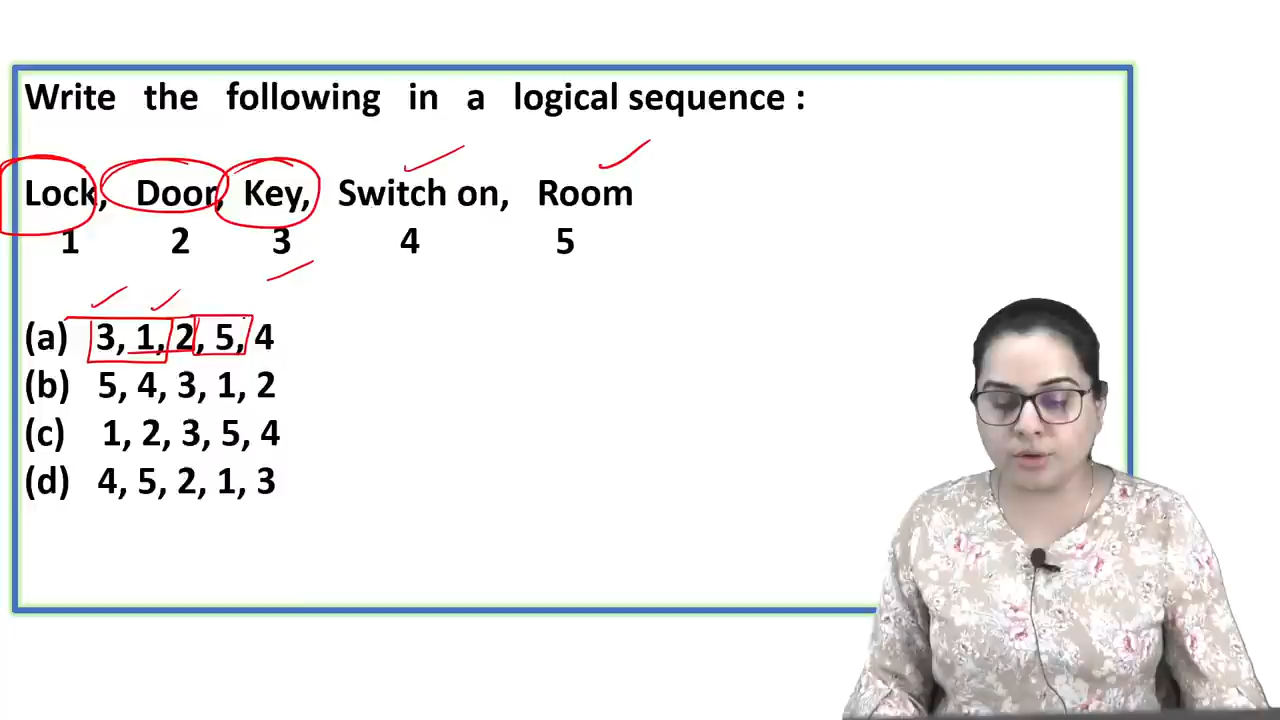 Write the following in a logical sequence :
Lock, Door, Key, Switch on, Room
1 2 3 4 5
(a) 3, 1, 2, 5, 4
(b) 5, 4, 3, 1, 2
(c) 1, 2, 3, 5, 4
(d) 4, 5, 2, 1, 3